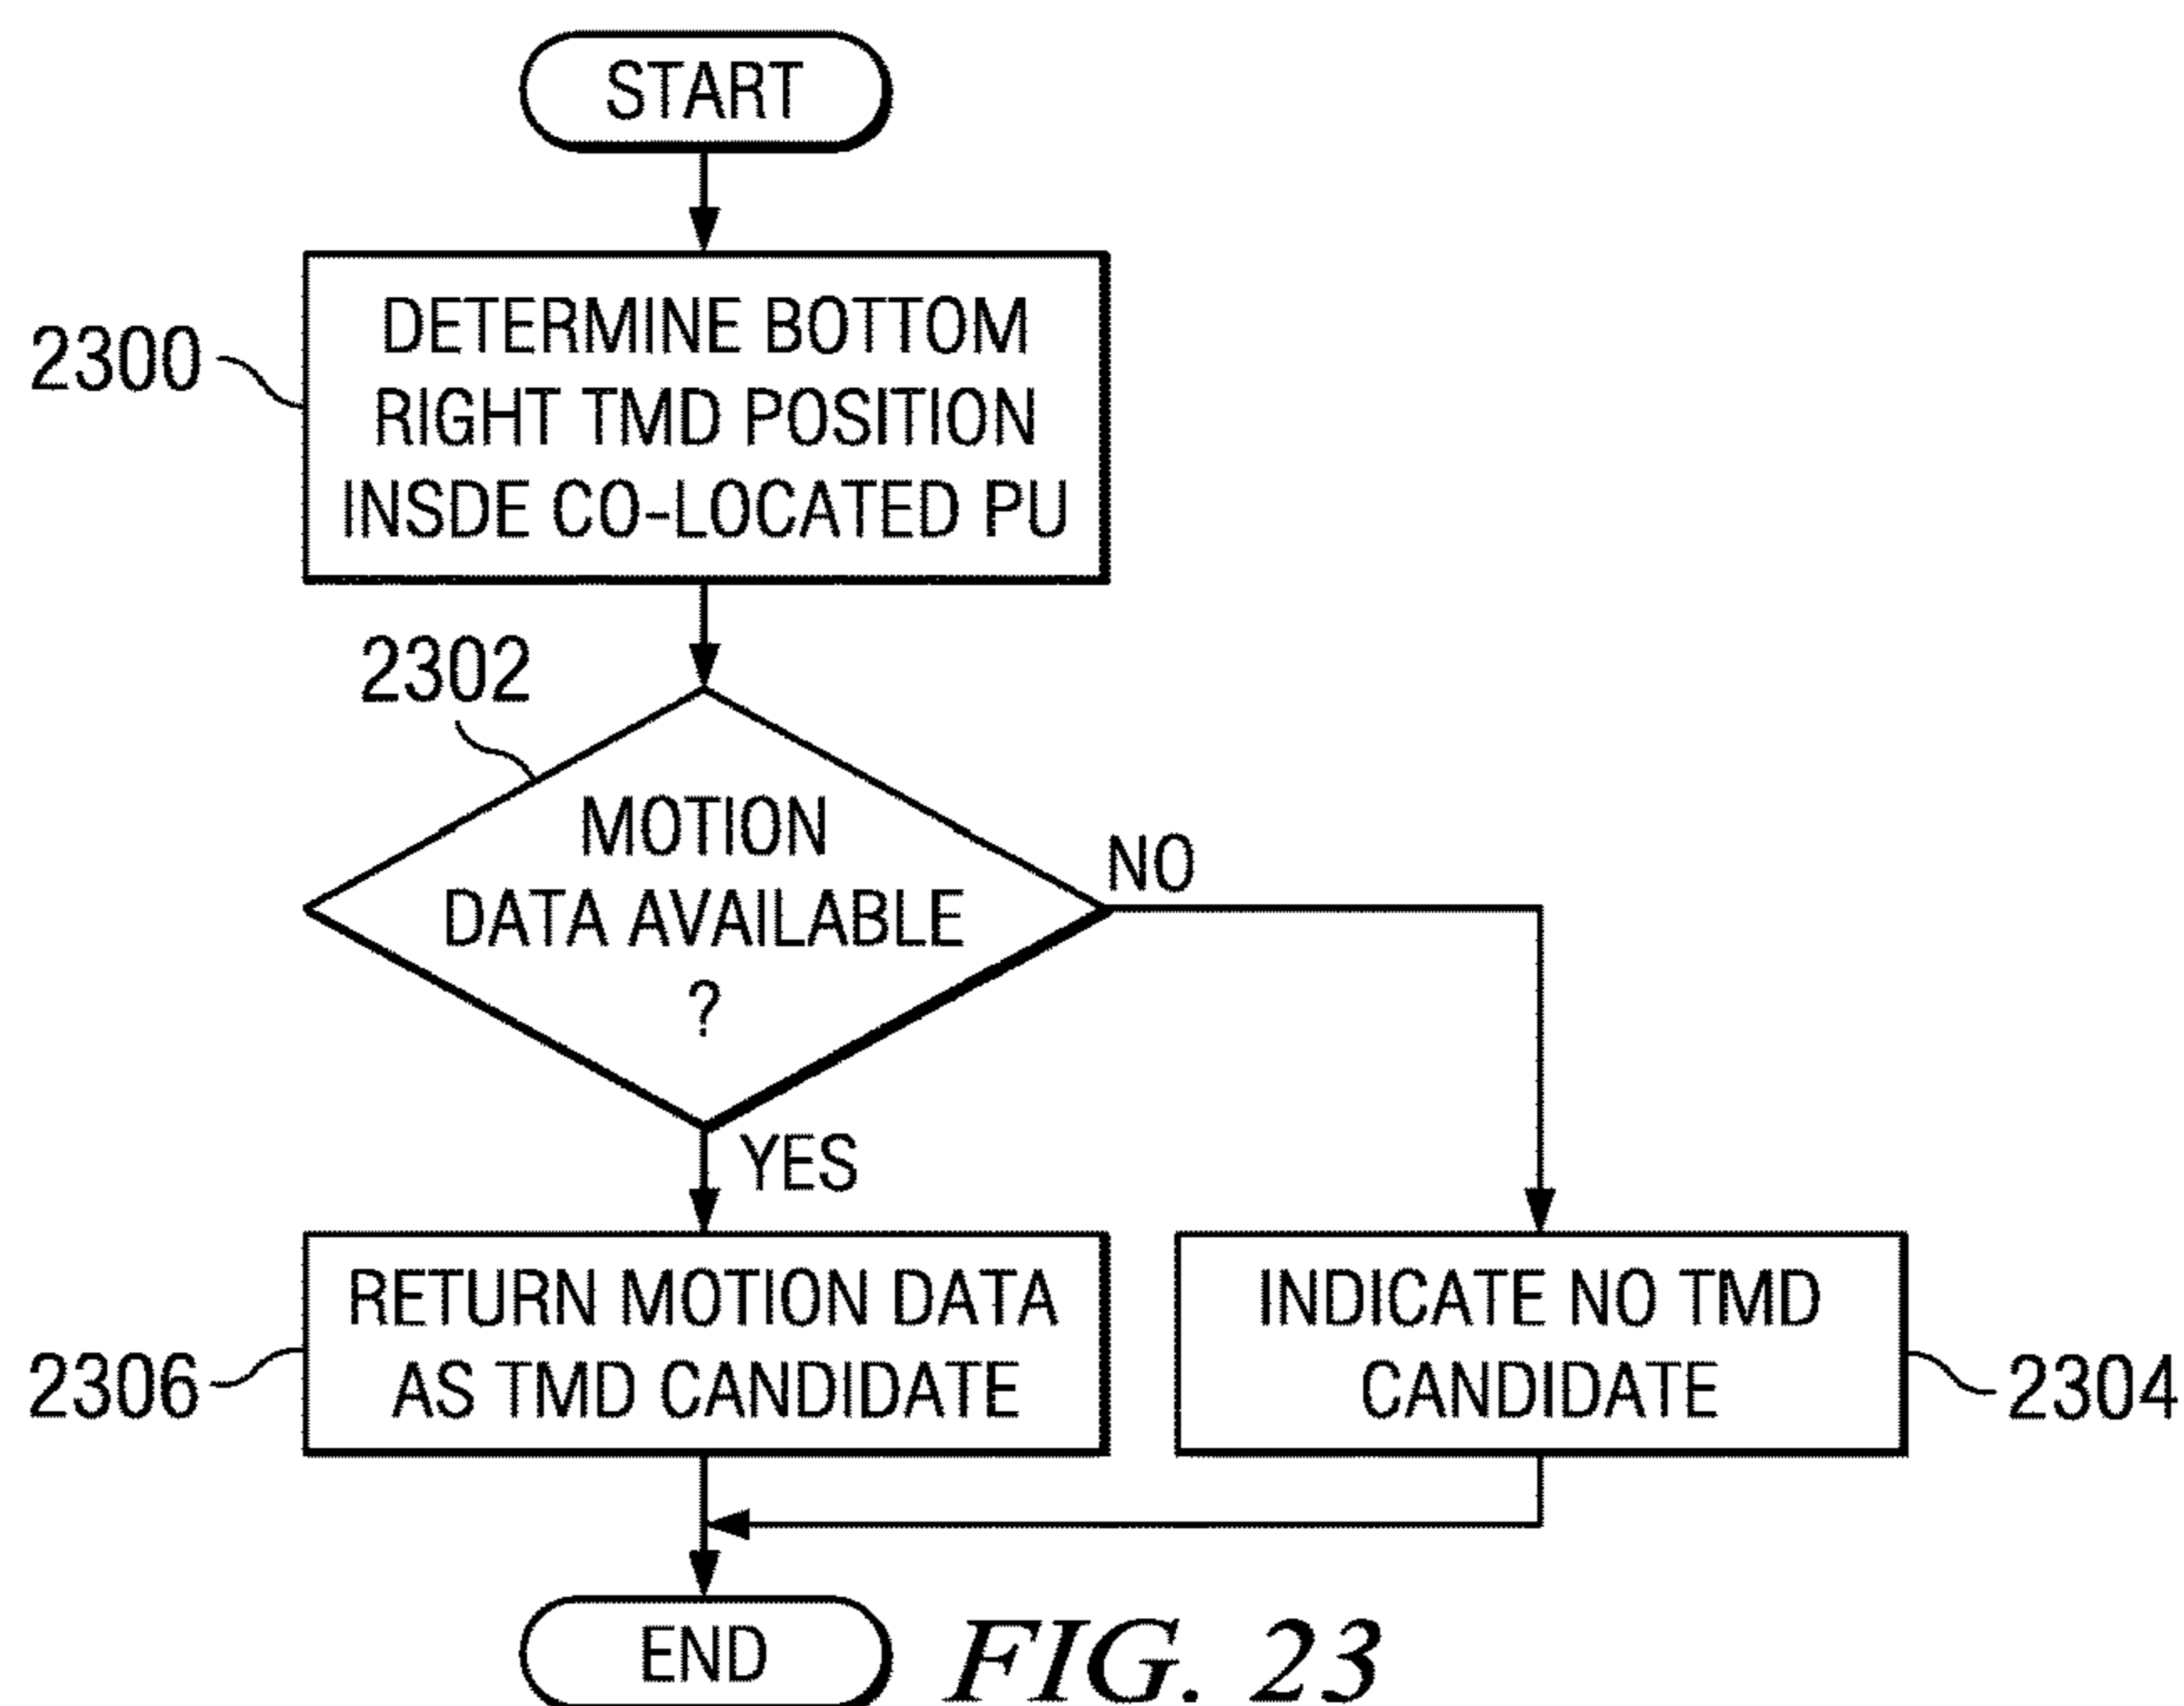 START
2300
DETERMINE BOTTOM
RIGHT TMD POSITION
INSDE CO-LOCATED PU
2302
MOTION
DATA AVAILABLE
?
NO
YES
2306
RETURN MOTION DATA
AS TMD CANDIDATE
INDICATE NO TMD
CANDIDATE
2304
END
FIG. 23